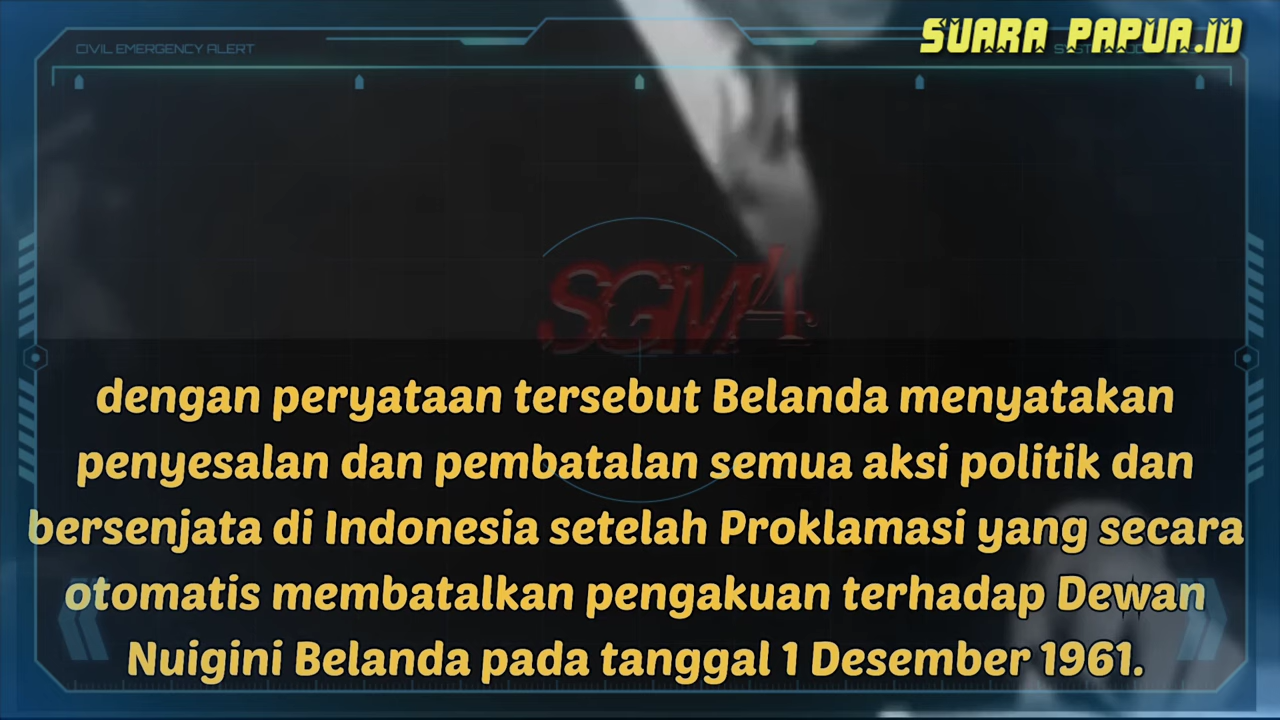 SUARA PAPUA.ID
CIVIL EMERGENCY ALERT
SGM4
dengan peryataan tersebut Belanda menyatakan
penyesalan dan pembatalan semua aksi politik dan
bersenjata di Indonesia setelah Proklamasi yang secara
otomatis membatalkan pengakuan terhadap Dewan
Nuigini Belanda pada tanggal 1 Desember 1961.